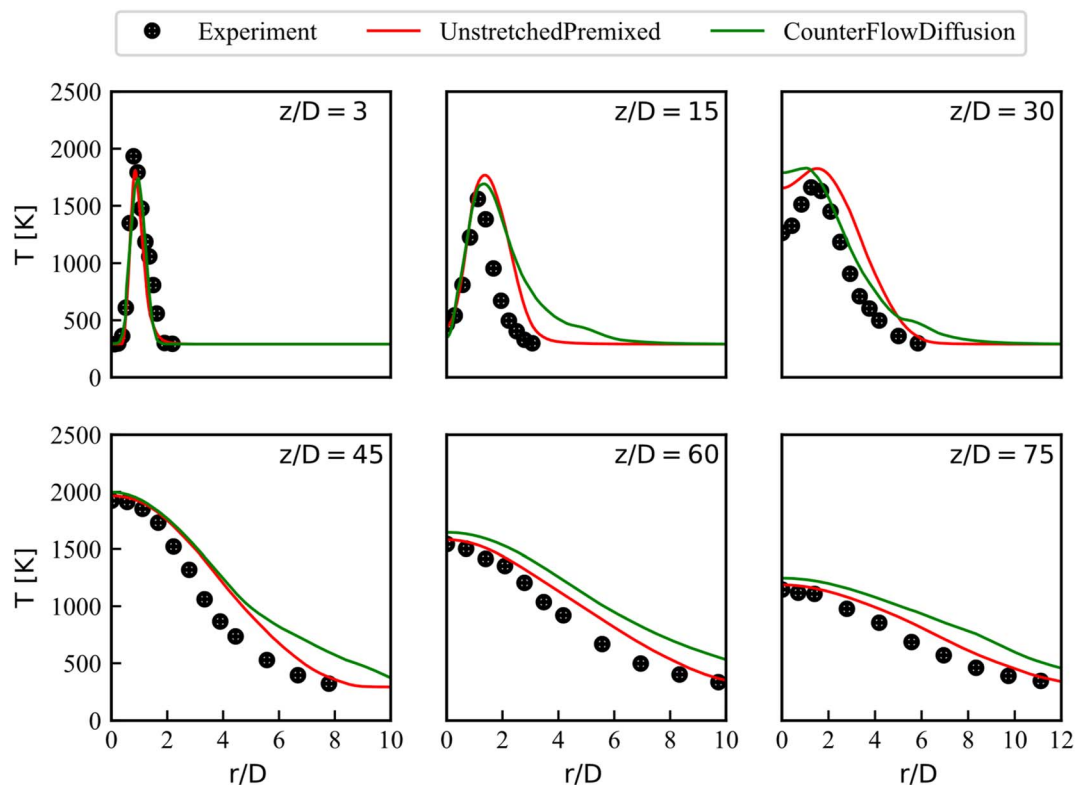 Experiment UnstretchedPremixed CounterFlowDiffusion
z/D = 3 z/D = 15 z/D = 30
2500
2000
1500
1000
500
0
T [K]
z/D = 45 z/D = 60 z/D = 75
2500
2000
1500
1000
500
0
T [K]
0 2 4 6 8 10 0 2 4 6 8 10 0 2 4 6 8 10 12
r/D r/D r/D